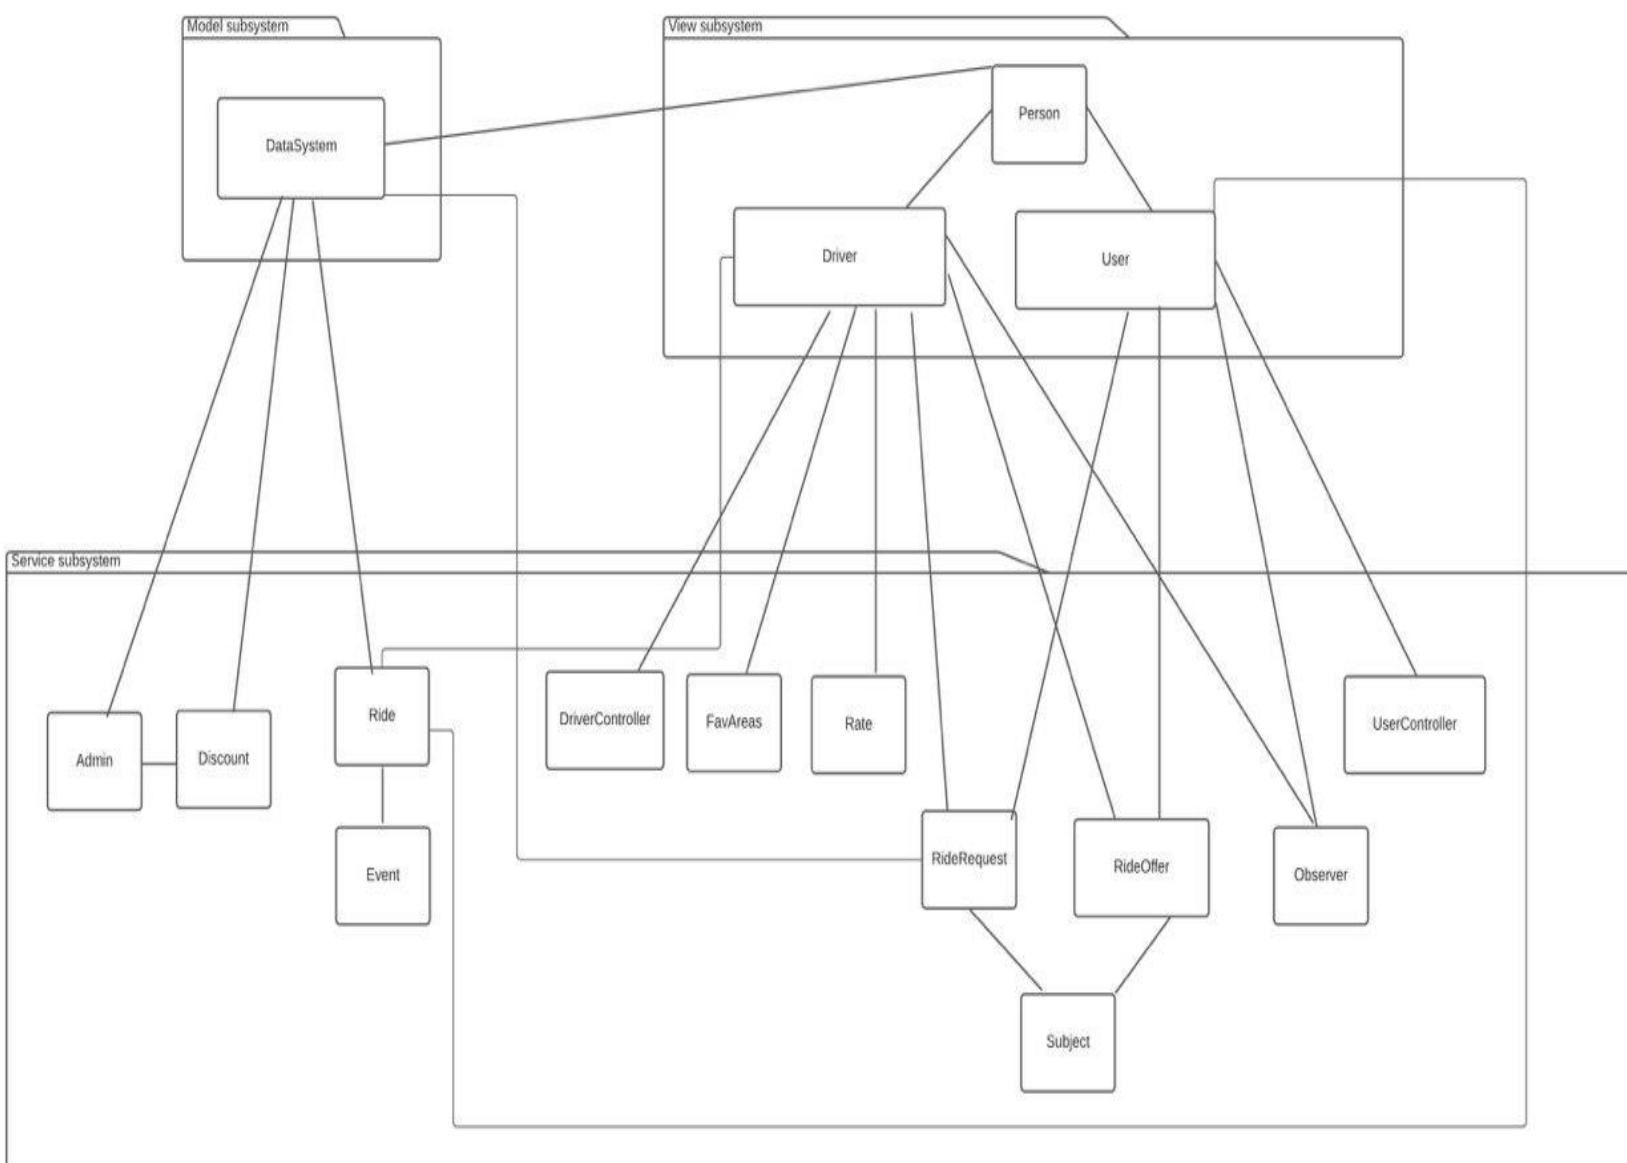 Model subsystem
View subsystem
Person
DataSystem
Driver
User
Service subsystem
DriverController
FavAreas
Rate
UserController
Ride
Admin
Discount
RideRequest
RideOffer
Observer
Event
Subject